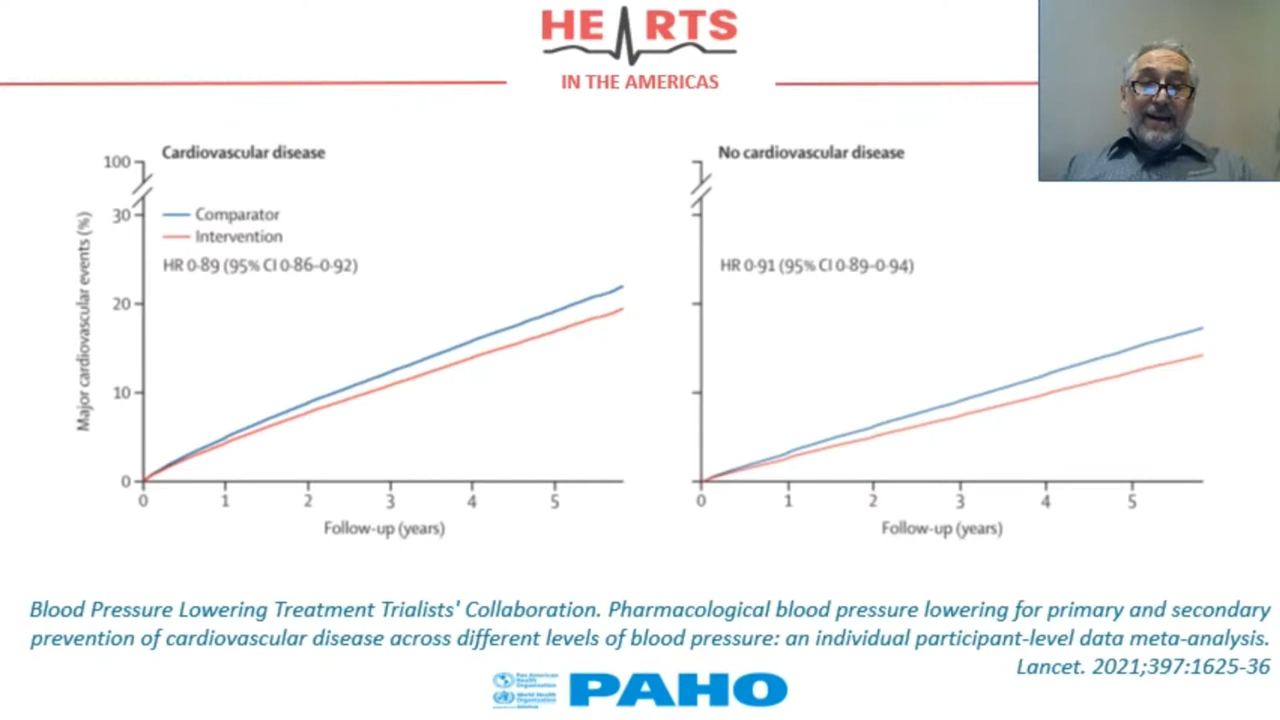 HEARTS
IN THE AMERICAS
Cardiovascular disease
100
30
20
10
0
Major cardiovascular events (%)
Comparator
Intervention
HR 0·89 (95% CI 0·86–0·92)
0 1 2 3 4 5
Follow-up (years)
No cardiovascular disease
HR 0·91 (95% CI 0·89–0·94)
0 1 2 3 4 5
Follow-up (years)
Blood Pressure Lowering Treatment Trialists' Collaboration. Pharmacological blood pressure lowering for primary and secondary
prevention of cardiovascular disease across different levels of blood pressure: an individual participant-level data meta-analysis.
Lancet. 2021;397:1625-36
Pan American
Health
Organization
World Health
Organization
PAHO